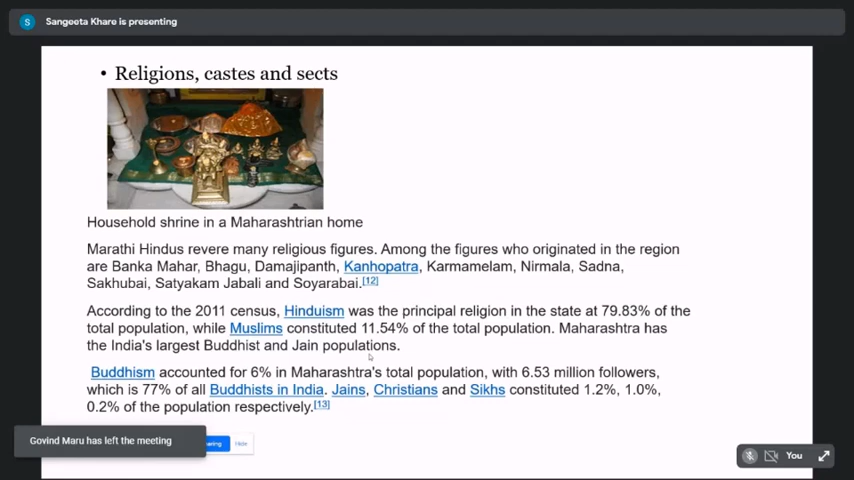 S Sangeeta Khare is presenting
• Religions, castes and sects
Household shrine in a Maharashtrian home
Marathi Hindus revere many religious figures. Among the figures who originated in the region
are Banka Mahar, Bhagu, Damajipanth, Kanhopatra, Karmamelam, Nirmala, Sadna,
Sakhubai, Satyakam Jabali and Soyarabai.[12]
According to the 2011 census, Hinduism was the principal religion in the state at 79.83% of the
total population, while Muslims constituted 11.54% of the total population. Maharashtra has
the India's largest Buddhist and Jain populations.
Buddhism accounted for 6% in Maharashtra's total population, with 6.53 million followers,
which is 77% of all Buddhists in India. Jains, Christians and Sikhs constituted 1.2%, 1.0%,
0.2% of the population respectively.[13]
Govind Maru has left the meeting
Hide
You